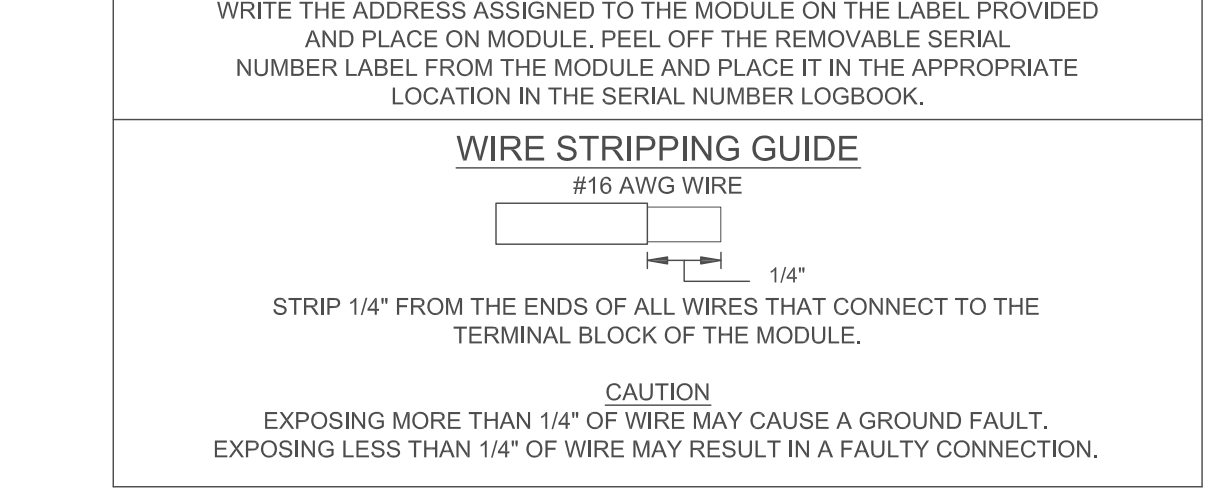 WRITE THE ADDRESS ASSIGNED TO THE MODULE ON THE LABEL PROVIDED
AND PLACE ON MODULE. PEEL OFF THE REMOVABLE SERIAL
NUMBER LABEL FROM THE MODULE AND PLACE IT IN THE APPROPRIATE
LOCATION IN THE SERIAL NUMBER LOGBOOK.
WIRE STRIPPING GUIDE
#16 AWG WIRE
1/4"
STRIP 1/4" FROM THE ENDS OF ALL WIRES THAT CONNECT TO THE
TERMINAL BLOCK OF THE MODULE.
CAUTION
EXPOSING MORE THAN 1/4" OF WIRE MAY CAUSE A GROUND FAULT.
EXPOSING LESS THAN 1/4" OF WIRE MAY RESULT IN A FAULTY CONNECTION.